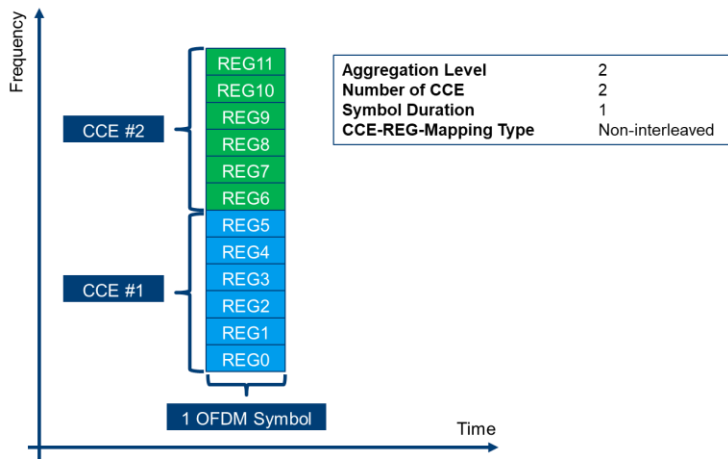 Frequency
REG11
REG10
REG9
REG8
REG7
REG6
REG5
REG4
REG3
REG2
REG1
REG0
CCE #2
CCE #1
1 OFDM Symbol
Time
Aggregation Level 2
Number of CCE 2
Symbol Duration 1
CCE-REG-Mapping Type Non-interleaved